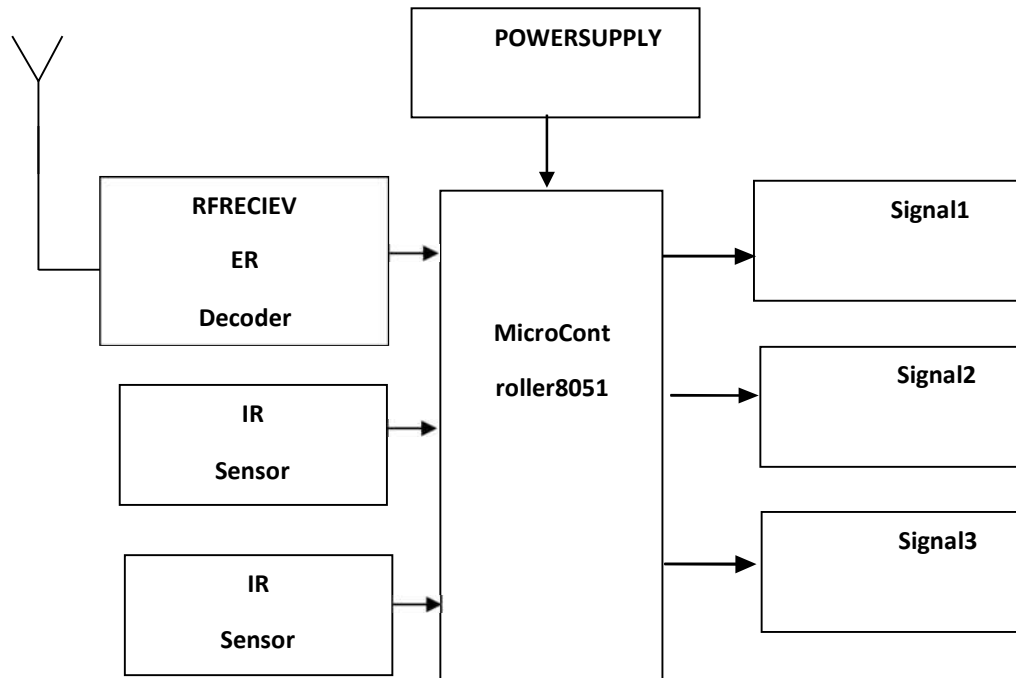 POWERSUPPLY
RFRECIEV
ER
Decoder
IR
Sensor
IR
Sensor
MicroCont
roller8051
Signal1
Signal2
Signal3